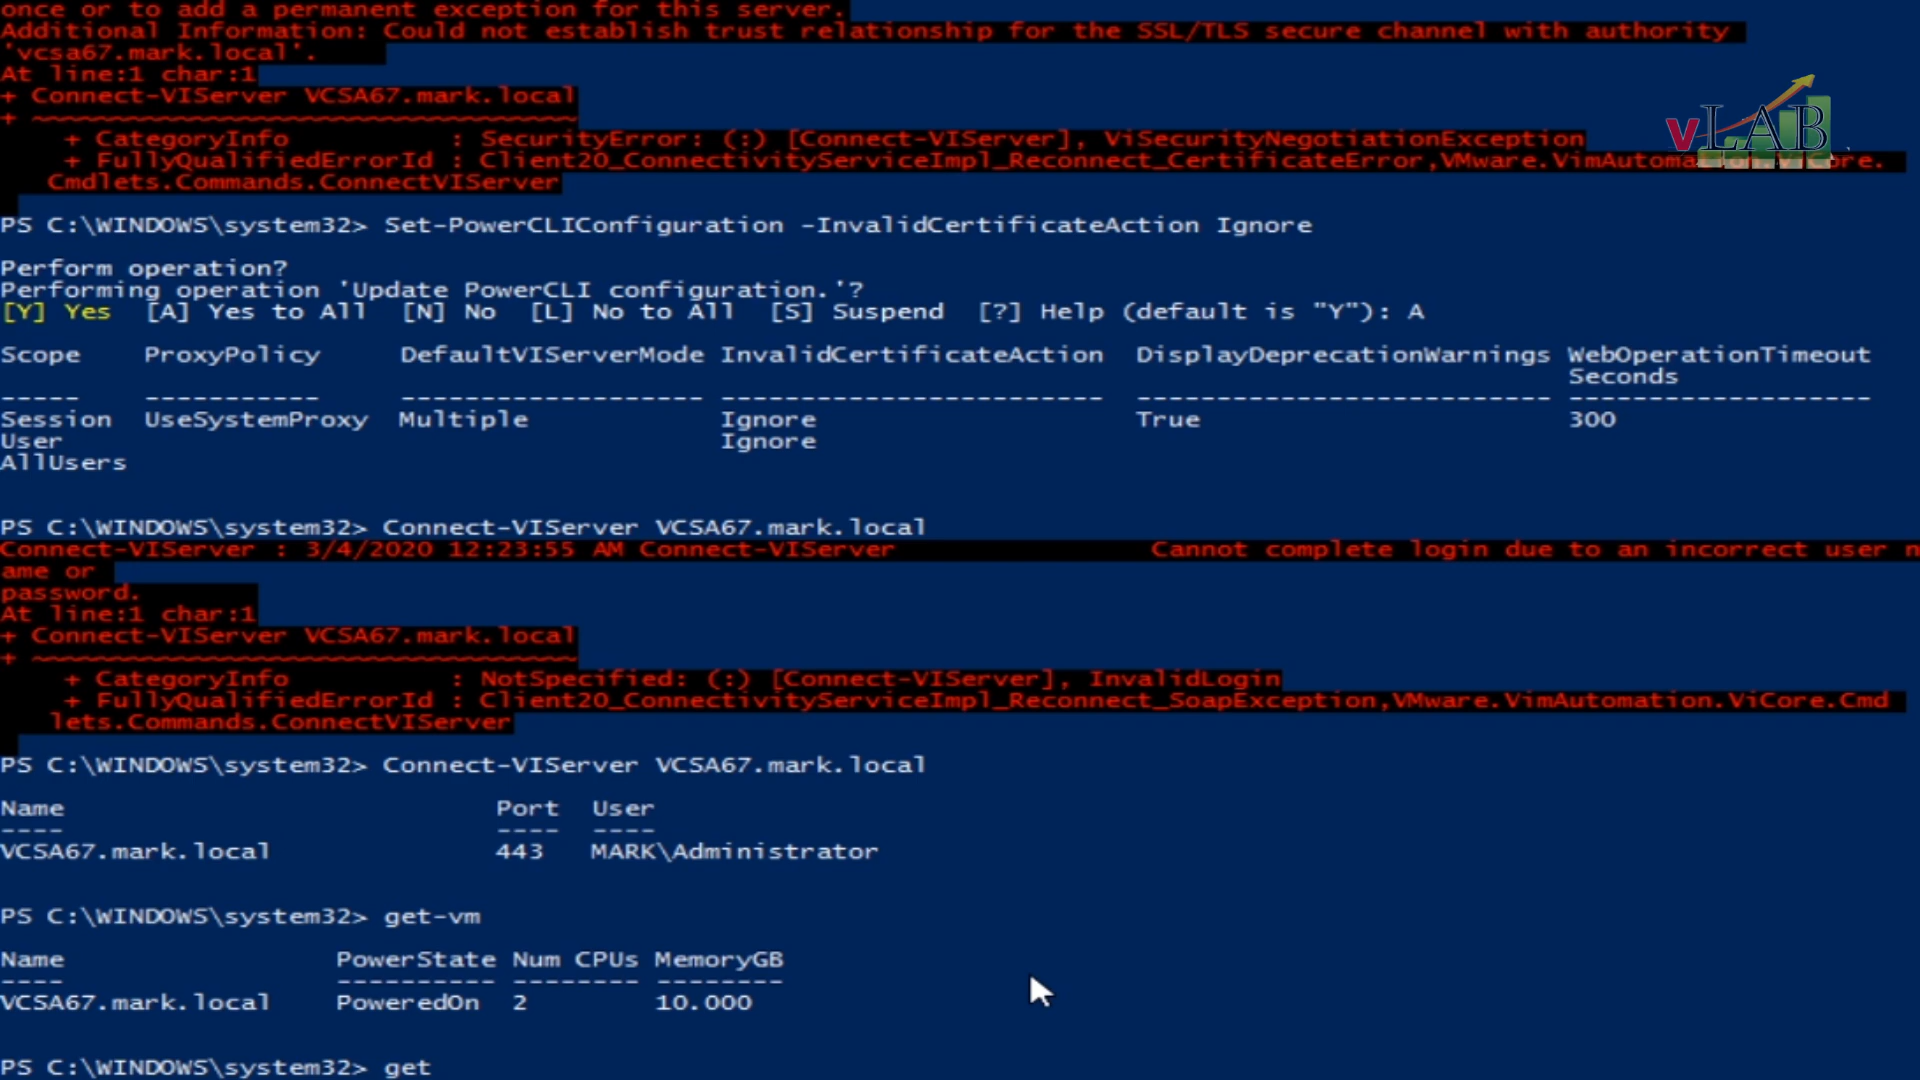 once or to add a permanent exception for this server.
Additional Information: Could not establish trust relationship for the SSL/TLS secure channel with authority
'vcsa67.mark.local'.
At line:1 char:1
+ Connect-VIServer VCSA67.mark.local
+ ~~~~~~~~~~~~~~~~~~~~~~~~~~~~~~~~~~
+ CategoryInfo : SecurityError: (:) [Connect-VIServer], ViSecurityNegotiationException
+ FullyQualifiedErrorId : Client20_ConnectivityServiceImpl_Reconnect_CertificateError,VMware.VimAutomation.ViCore.
Cmdlets.Commands.ConnectVIServer
vLAB
PS C:\WINDOWS\system32> Set-PowerCLIConfiguration -InvalidCertificateAction Ignore
Perform operation?
Performing operation 'Update PowerCLI configuration.'?
[Y] Yes [A] Yes to All [N] No [L] No to All [S] Suspend [?] Help (default is "Y"): A
Scope ProxyPolicy DefaultVIServerMode InvalidCertificateAction DisplayDeprecationWarnings WebOperationTimeout
Seconds
----- ----------- ------------------- ------------------------ -------------------------- -------------------
Session UseSystemProxy Multiple Ignore True 300
User Ignore
AllUsers
PS C:\WINDOWS\system32> Connect-VIServer VCSA67.mark.local
Connect-VIServer : 3/4/2020 12:23:55 AM Connect-VIServer Cannot complete login due to an incorrect user n
ame or
password.
At line:1 char:1
+ Connect-VIServer VCSA67.mark.local
+ ~~~~~~~~~~~~~~~~~~~~~~~~~~~~~~~~~~
+ CategoryInfo : NotSpecified: (:) [Connect-VIServer], InvalidLogin
+ FullyQualifiedErrorId : Client20_ConnectivityServiceImpl_Reconnect_SoapException,VMware.VimAutomation.ViCore.Cmd
lets.Commands.ConnectVIServer
PS C:\WINDOWS\system32> Connect-VIServer VCSA67.mark.local
Name Port User
---- ---- ----
VCSA67.mark.local 443 MARK\Administrator
PS C:\WINDOWS\system32> get-vm
Name PowerState Num CPUs MemoryGB
---- ---------- -------- --------
VCSA67.mark.local PoweredOn 2 10.000
PS C:\WINDOWS\system32> get